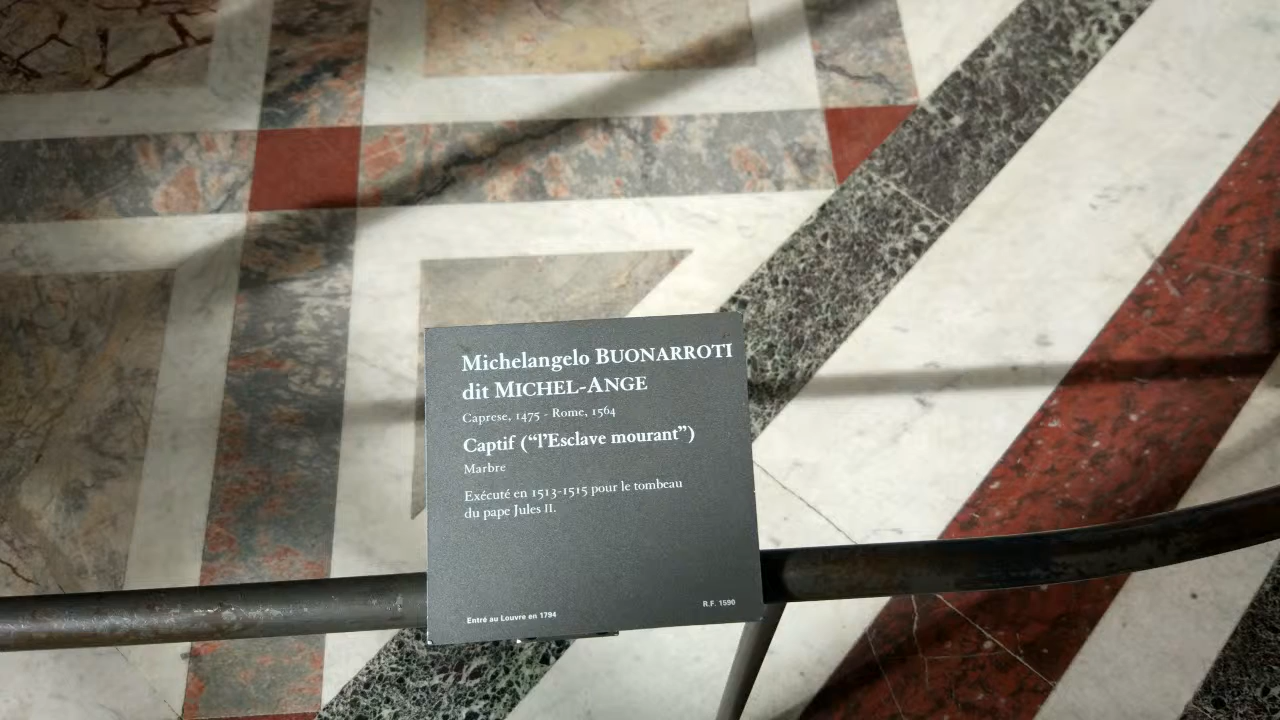 Michelangelo BUONARROTI
dit MICHEL-ANGE
Caprese, 1475 - Rome, 1564
Captif (“l’Esclave mourant”)
Marbre
Exécuté en 1513-1515 pour le tombeau
du pape Jules II.
Entré au Louvre en 1794
R.F. 1590